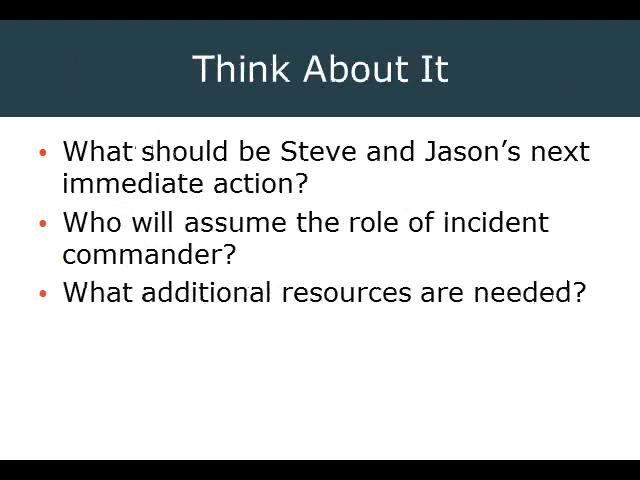 Think About It
• What should be Steve and Jason's next
immediate action?
• Who will assume the role of incident
commander?
• What additional resources are needed?